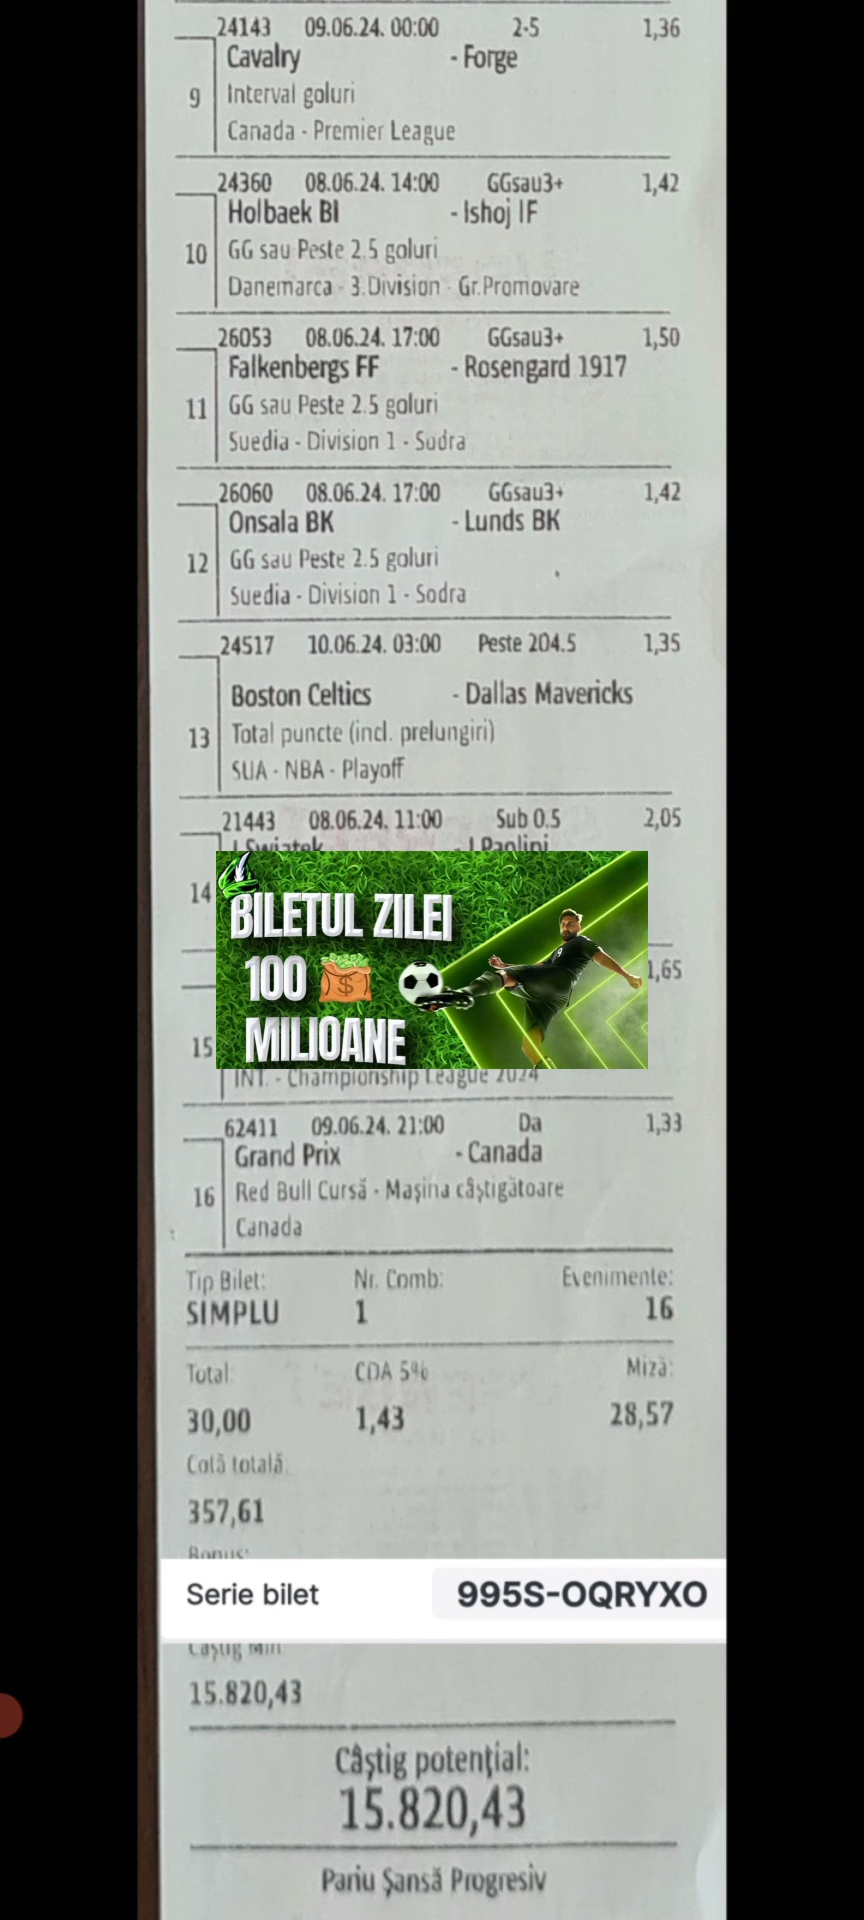 24143 09.06.24. 00:00 2-5 1,36
Cavalry - Forge
9 Interval goluri
Canada - Premier League
24360 08.06.24. 14:00 GGsau3+ 1,42
Holbaek BI - Ishoj IF
10 GG sau Peste 2.5 goluri
Danemarca - 3.Division - Gr.Promovare
26053 08.06.24. 17:00 GGsau3+ 1,50
Falkenbergs FF - Rosengard 1917
11 GG sau Peste 2.5 goluri
Suedia - Division 1 - Sodra
26060 08.06.24. 17:00 GGsau3+ 1,42
Onsala BK - Lunds BK
12 GG sau Peste 2.5 goluri
Suedia - Division 1 - Sodra
24517 10.06.24. 03:00 Peste 204.5 1,35
Boston Celtics - Dallas Mavericks
13 Total puncte (incl. prelungiri)
SUA - NBA - Playoff
21443 08.06.24. 11:00 Sub 0.5 2,05
I.Swiatek - J.Paolini
14
BILETUL ZILEI
100
MILIOANE
1,65
15
INT. - Championship League 2024
62411 09.06.24. 21:00 Da 1,33
Grand Prix - Canada
16 Red Bull Cursă - Mașina câștigătoare
Canada
Tip Bilet: Nr. Comb: Evenimente:
SIMPLU 1 16
Total: CDA 5% Miză:
30,00 1,43 28,57
Cotă totală:
357,61
Bonus:
Serie bilet 995S-OQRYXO
Câștig Min
15.820,43
Câștig potențial:
15.820,43
Pariu Șansă Progresiv